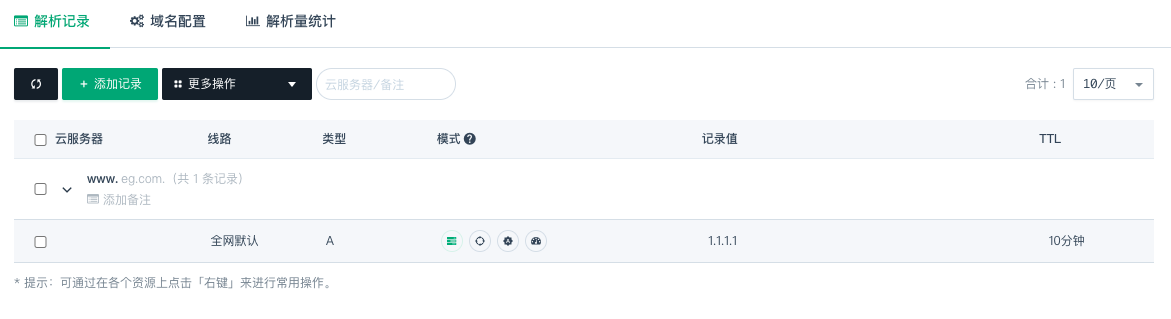 解析记录 域名配置 解析量统计
+ 添加记录 更多操作 云服务器/备注 合计：1 10/页
云服务器 线路 类型 模式 记录值 TTL
www. eg.com.（共 1 条记录）
添加备注
全网默认 A 1.1.1.1 10分钟
* 提示：可通过在各个资源上点击「右键」来进行常用操作。